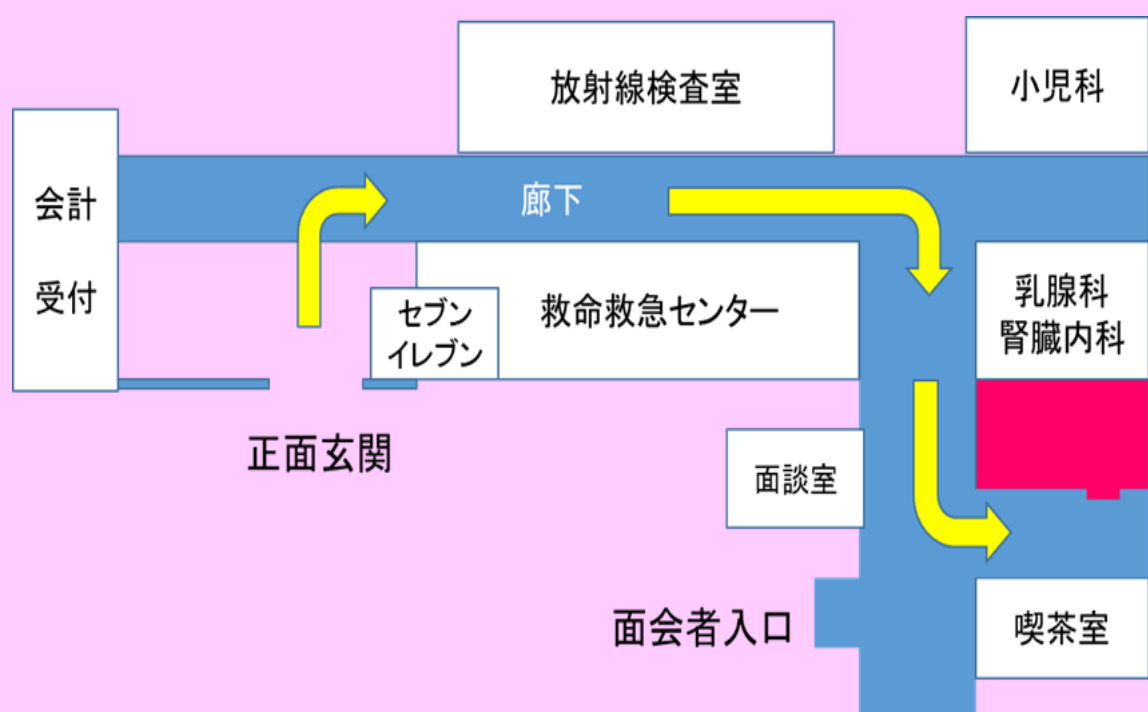 放射線検査室
小児科
会計
受付
廊下
セブン
イレブン
救命救急センター
乳腺科
腎臓内科
正面玄関
面談室
面会者入口
喫茶室